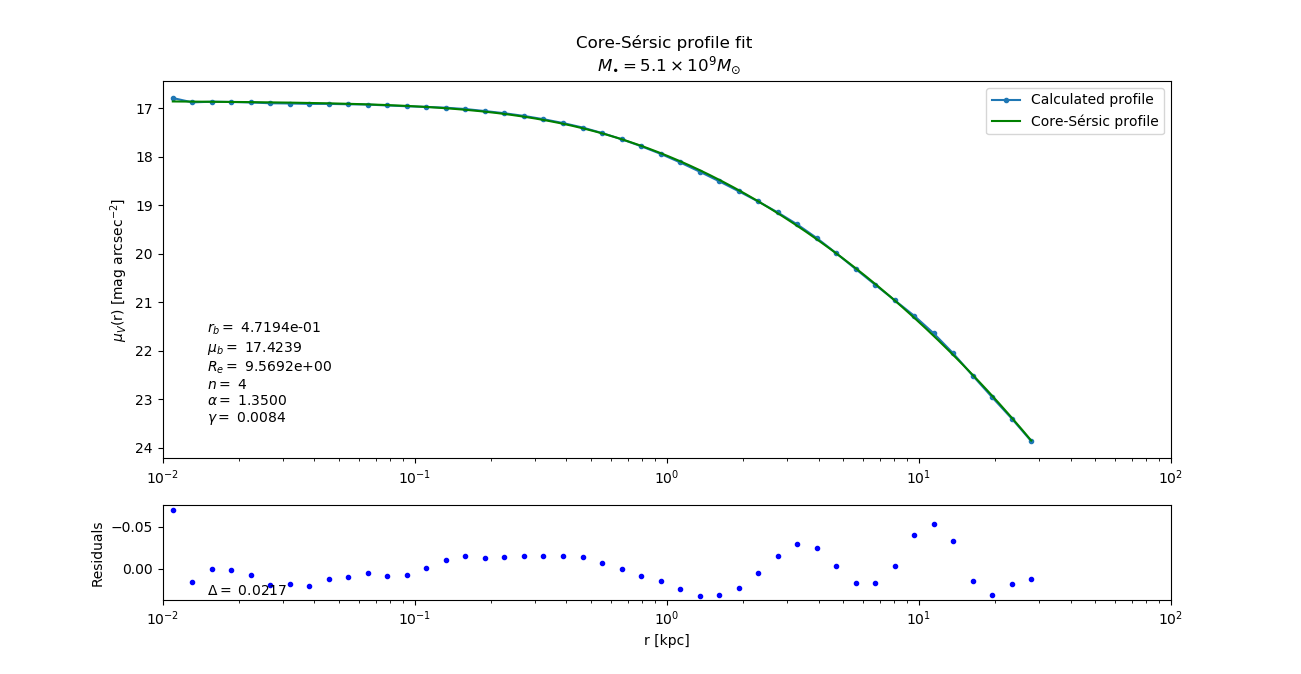 Core-Sérsic profile fit
M• = 5.1 × 10⁹M⊙
Calculated profile
Core-Sérsic profile
μV(r) [mag arcsec⁻²]
17
18
19
20
21
22
23
24
r_b = 4.7194e-01
μ_b = 17.4239
R_e = 9.5692e+00
n = 4
α = 1.3500
γ = 0.0084
10⁻² 10⁻¹ 10⁰ 10¹ 10²
Residuals
−0.05
0.00
Δ = 0.0217
10⁻² 10⁻¹ 10⁰ 10¹ 10²
r [kpc]